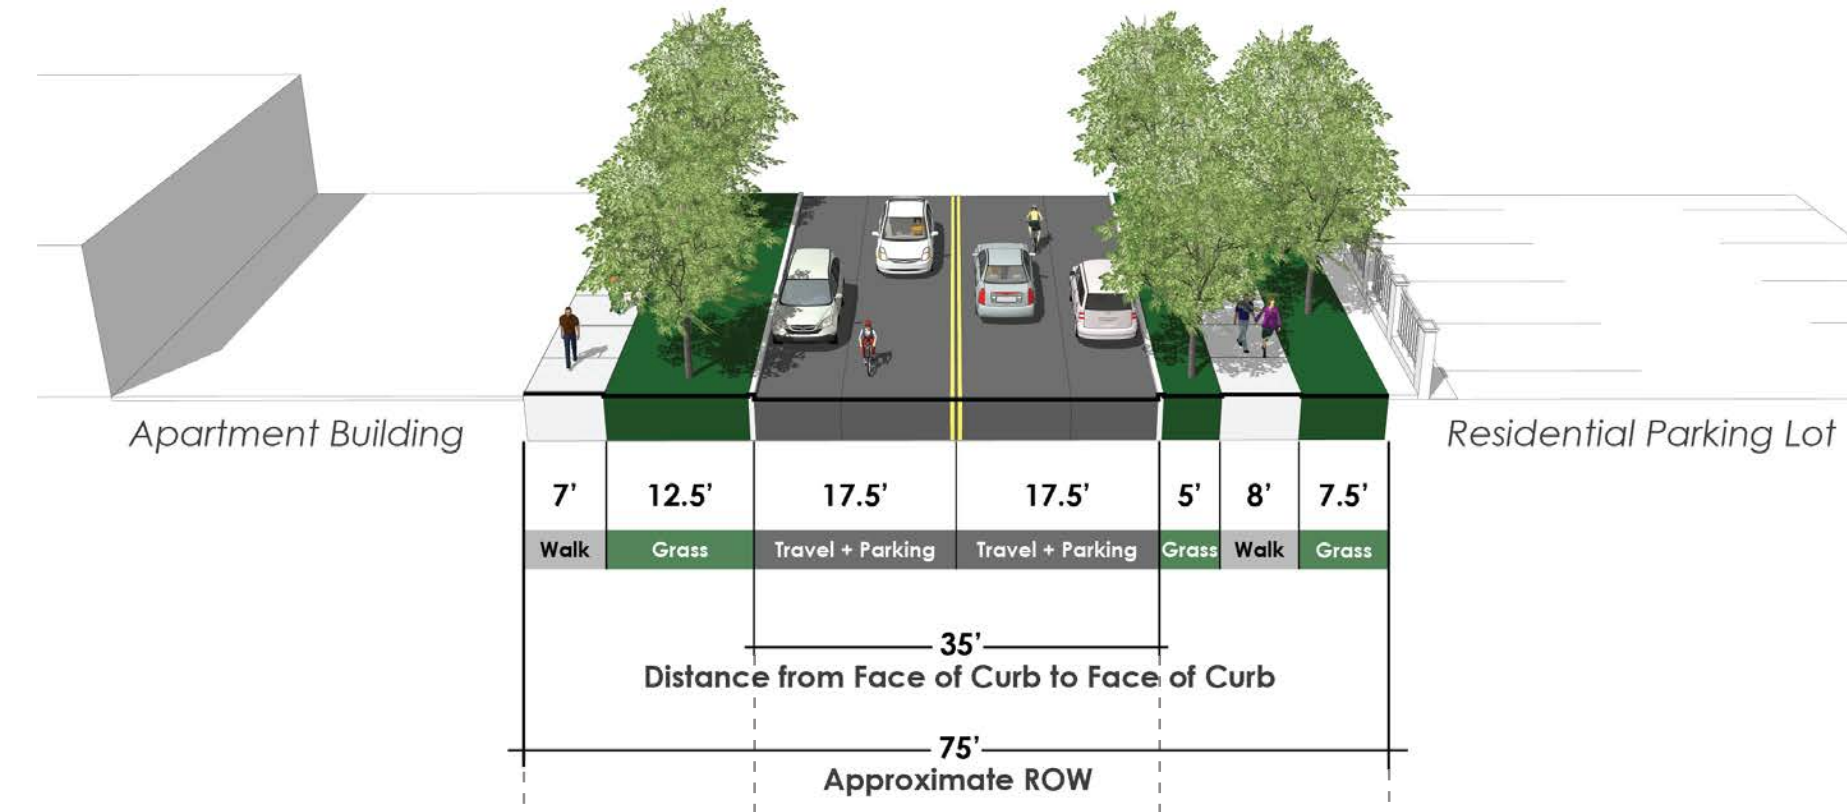 Apartment Building
Residential Parking Lot
7’ 12.5’ 17.5’ 17.5’ 5’ 8’ 7.5’
Walk Grass Travel + Parking Travel + Parking Grass Walk Grass
35’
Distance from Face of Curb to Face of Curb
75’
Approximate ROW